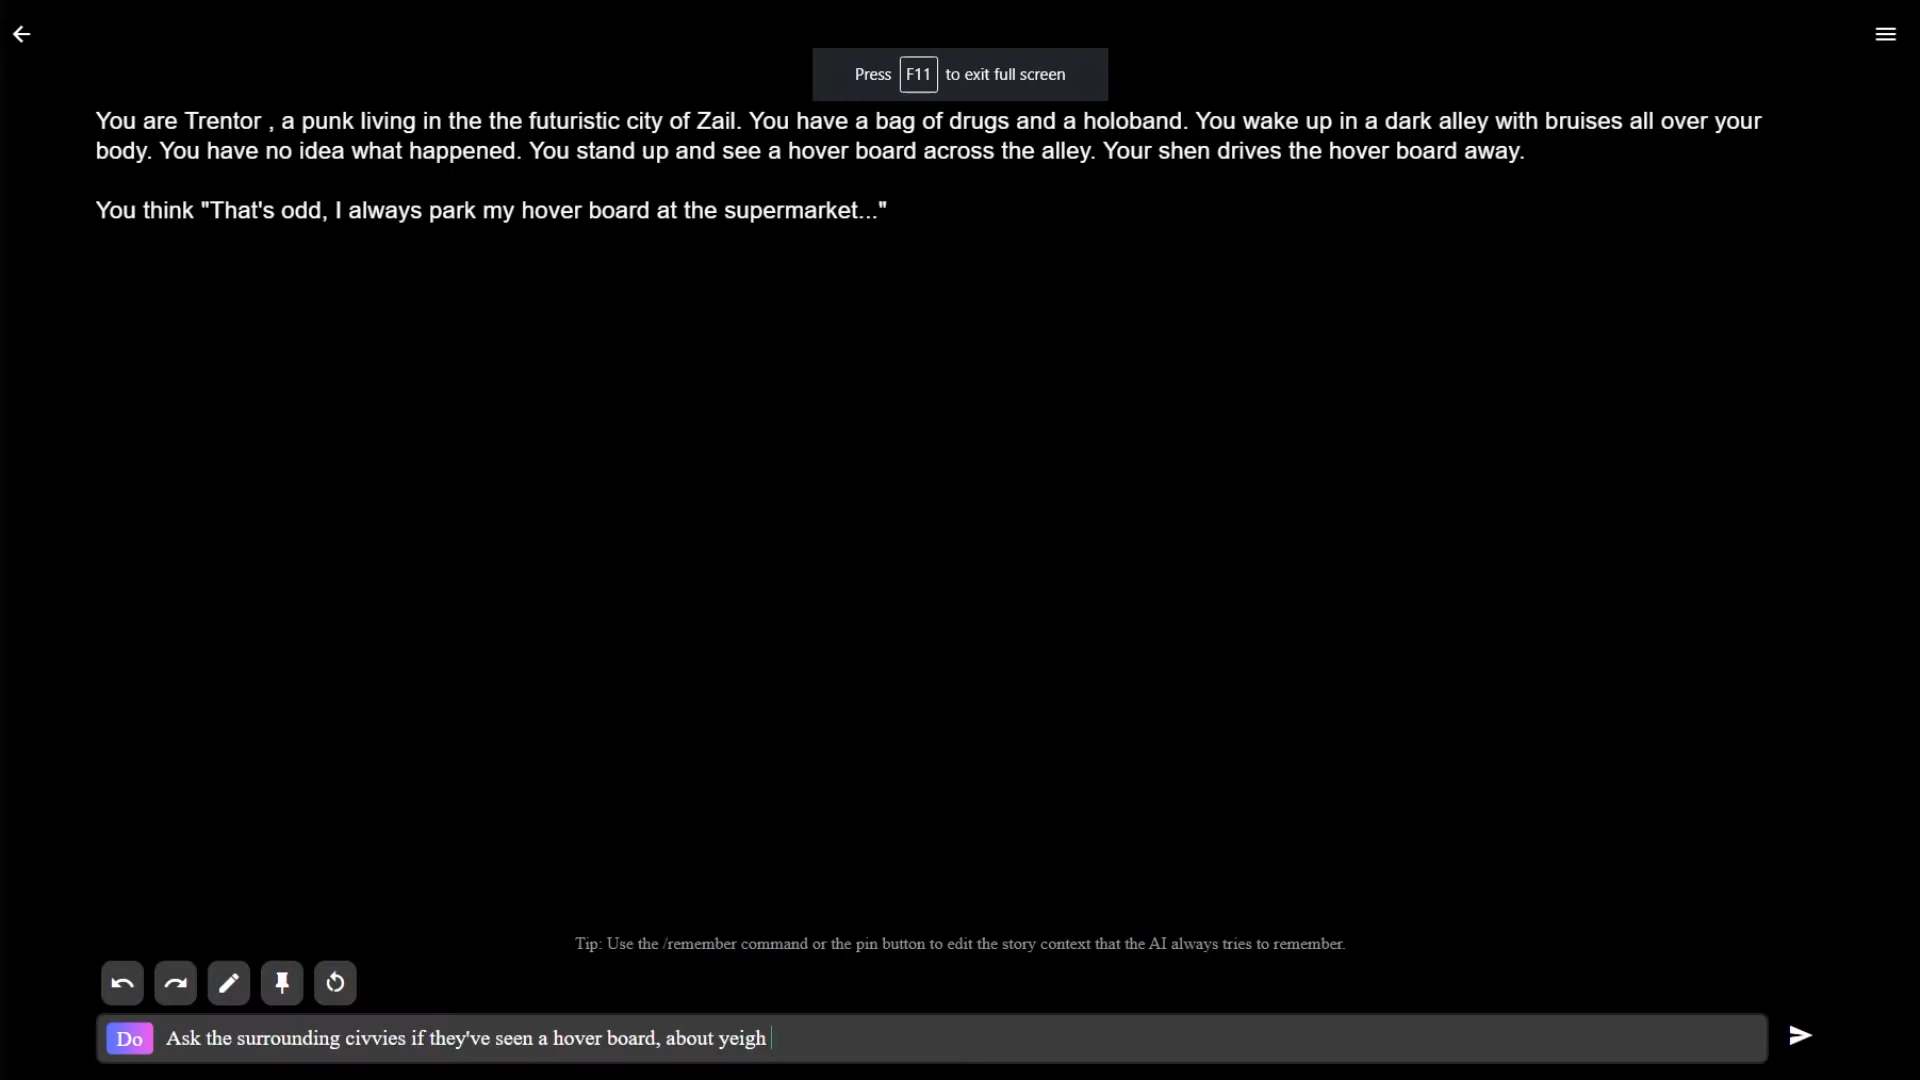 Press F11 to exit full screen
You are Trentor , a punk living in the the futuristic city of Zail. You have a bag of drugs and a holoband. You wake up in a dark alley with bruises all over your
body. You have no idea what happened. You stand up and see a hover board across the alley. Your shen drives the hover board away.
You think "That's odd, I always park my hover board at the supermarket..."
Tip: Use the /remember command or the pin button to edit the story context that the AI always tries to remember.
Do Ask the surrounding civvies if they've seen a hover board, about yeigh